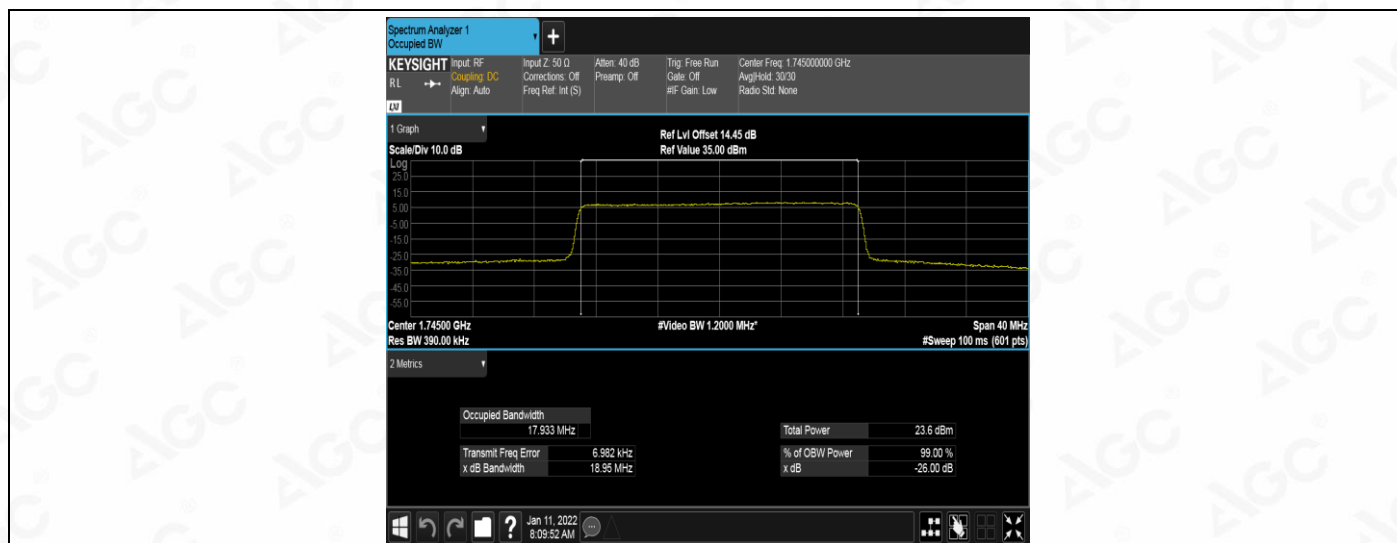 Spectrum Analyzer 1
Occupied BW
+
KEYSIGHT Input: RF Input Z: 50 Ω Atten: 40 dB Trig: Free Run Center Freq: 1.745000000 GHz
RL Coupling: DC Corrections: Off Preamp: Off Gate: Off Avg|Hold: 30/30
Align: Auto Freq Ref: Int (S) #IF Gain: Low Radio Std: None
LXI
1 Graph
Ref Lvl Offset 14.45 dB
Scale/Div 10.0 dB Ref Value 35.00 dBm
Log
25.0
15.0
5.00
-5.00
-15.0
-25.0
-35.0
-45.0
-55.0
Center 1.74500 GHz #Video BW 1.2000 MHz* Span 40 MHz
Res BW 390.00 kHz #Sweep 100 ms (601 pts)
2 Metrics
Occupied Bandwidth
17.933 MHz Total Power 23.6 dBm
Transmit Freq Error 6.982 kHz % of OBW Power 99.00 %
x dB Bandwidth 18.95 MHz x dB -26.00 dB
? Jan 11, 2022
8:09:52 AM
AGC